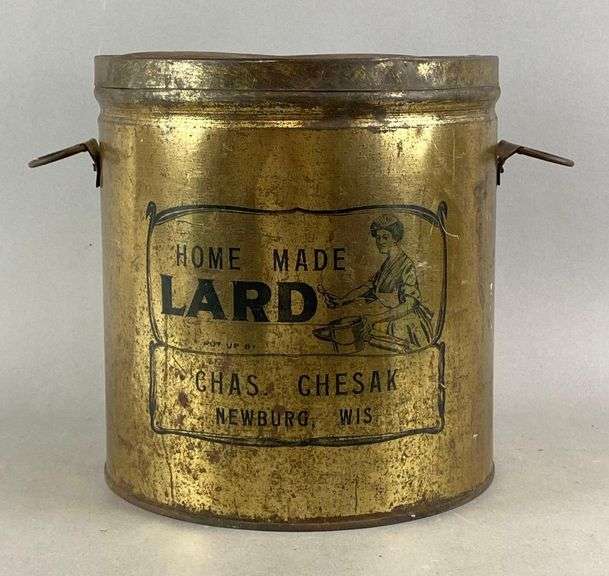 HOME MADE
LARD
PUT UP BY
CHAS. CHESAK
NEWBURG, WIS.